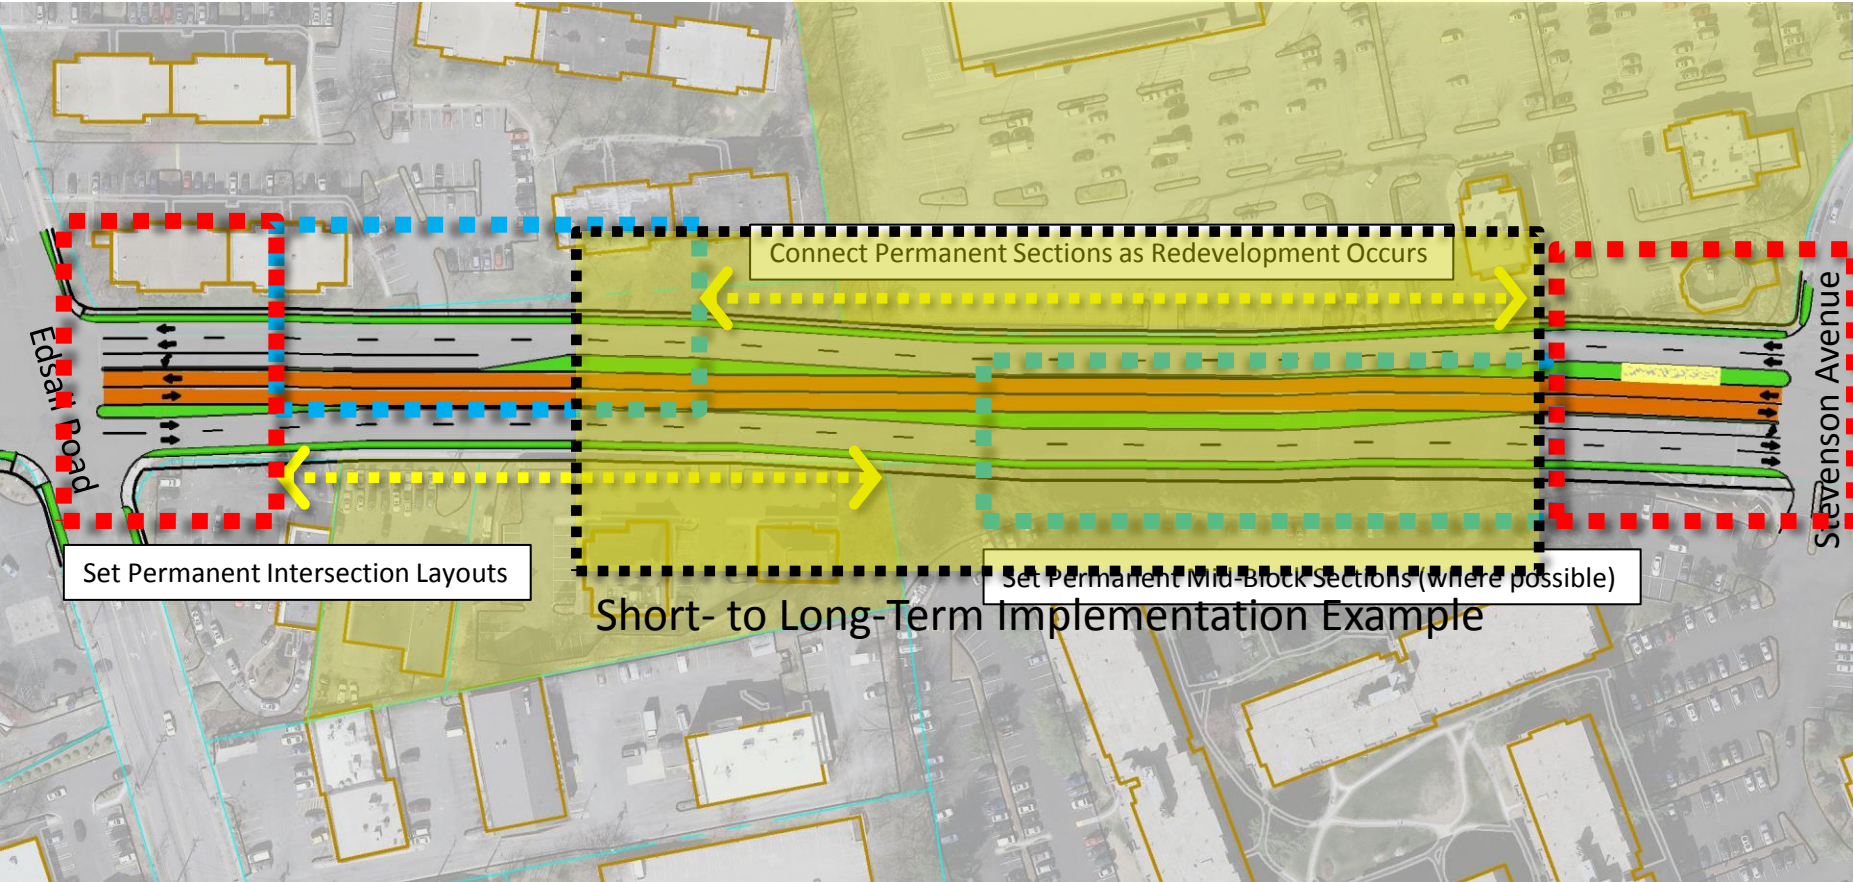 Connect Permanent Sections as Redevelopment Occurs
Edsall Road
Stevenson Avenue
Set Permanent Intersection Layouts
Set Permanent Mid-Block Sections (where possible)
Short- to Long-Term Implementation Example